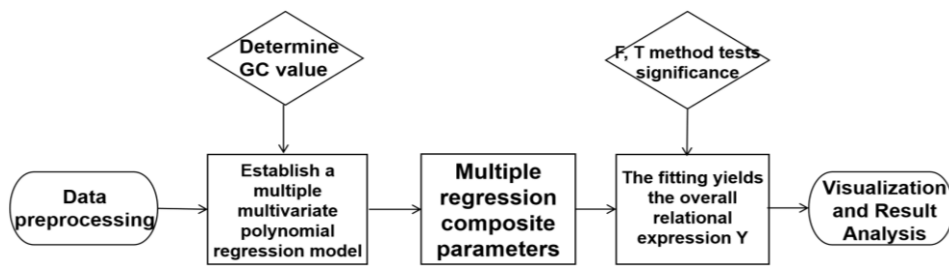 Determine
GC value
F, T method tests
significance
Data
preprocessing
Establish a
multiple
multivariate
polynomial
regression model
Multiple
regression
composite
parameters
The fitting yields
the overall
relational
expression Y
Visualization
and Result
Analysis